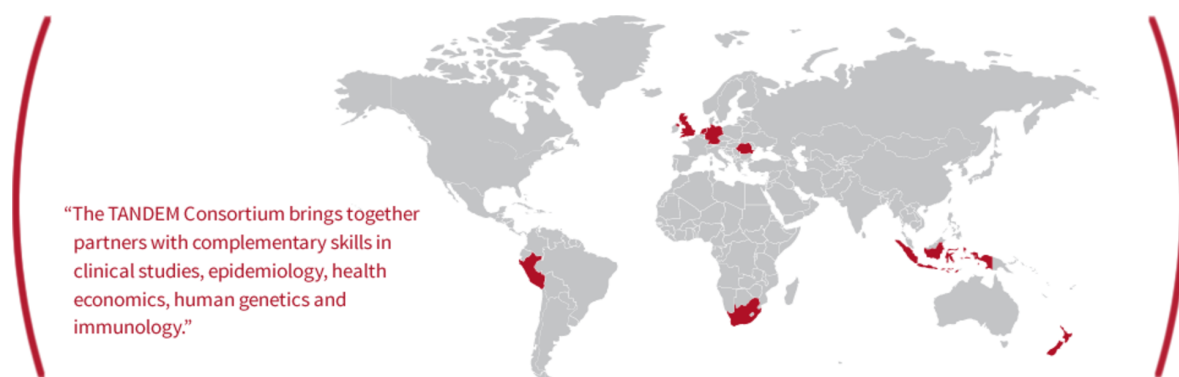 “The TANDEM Consortium brings together
partners with complementary skills in
clinical studies, epidemiology, health
economics, human genetics and
immunology.”